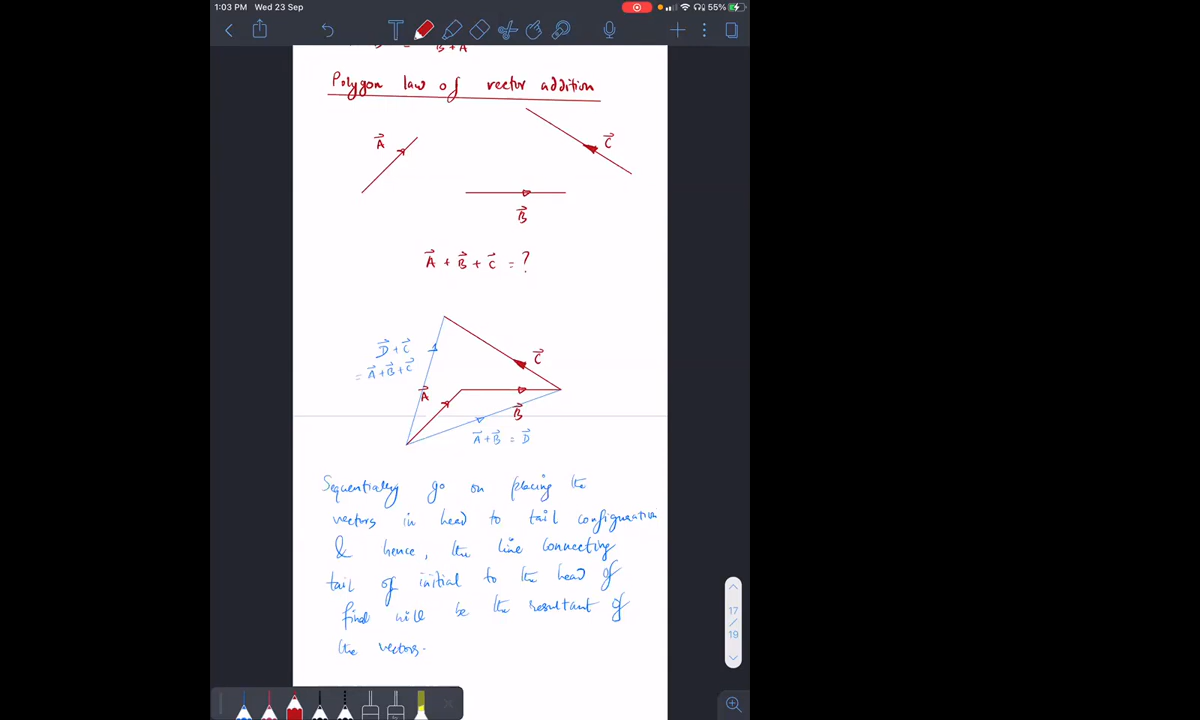 1:03 PM Wed 23 Sep
55%
B + A
Polygon law of vector addition
A⃗
C⃗
B⃗
A⃗ + B⃗ + C⃗ = ?
D⃗ + C⃗
= A⃗ + B⃗ + C⃗
C⃗
A⃗
B⃗
A⃗ + B⃗ = D⃗
Sequentially go on placing the
vectors in head to tail configuration
& hence, the line connecting
tail of initial to the head of
final will be the resultant of
the vectors.
17
/
19